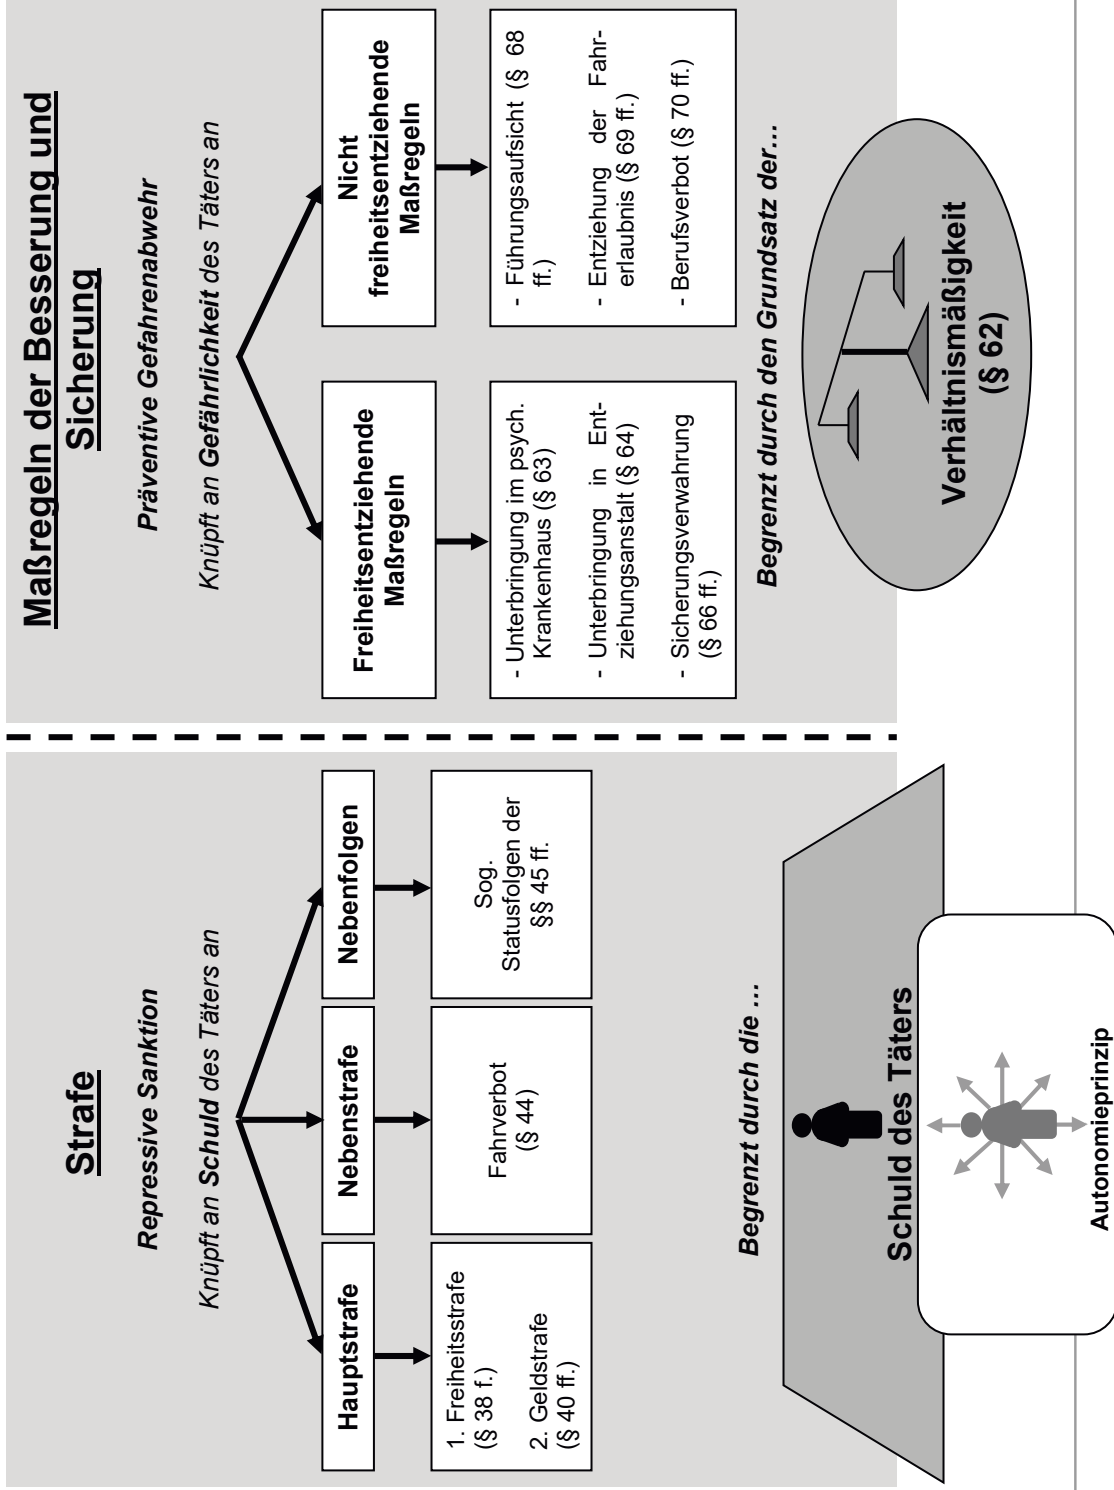 Strafe
Repressive Sanktion
Knüpft an Schuld des Täters an
Hauptstrafe
1. Freiheitsstrafe
(§ 38 f.)
2. Geldstrafe
(§ 40 ff.)
Nebenstrafe
Fahrverbot
(§ 44)
Nebenfolgen
Sog.
Statusfolgen der
§§ 45 ff.
Begrenzt durch die …
Schuld des Täters
Autonomieprinzip
Maßregeln der Besserung und
Sicherung
Präventive Gefahrenabwehr
Knüpft an Gefährlichkeit des Täters an
Freiheitsentziehende
Maßregeln
- Unterbringung im psych.
Krankenhaus (§ 63)
- Unterbringung in Ent-
ziehungsanstalt (§ 64)
- Sicherungsverwahrung
(§ 66 ff.)
Nicht
freiheitsentziehende
Maßregeln
- Führungsaufsicht (§ 68
ff.)
- Entziehung der Fahr-
erlaubnis (§ 69 ff.)
- Berufsverbot (§ 70 ff.)
Begrenzt durch den Grundsatz der…
Verhältnismäßigkeit
(§ 62)